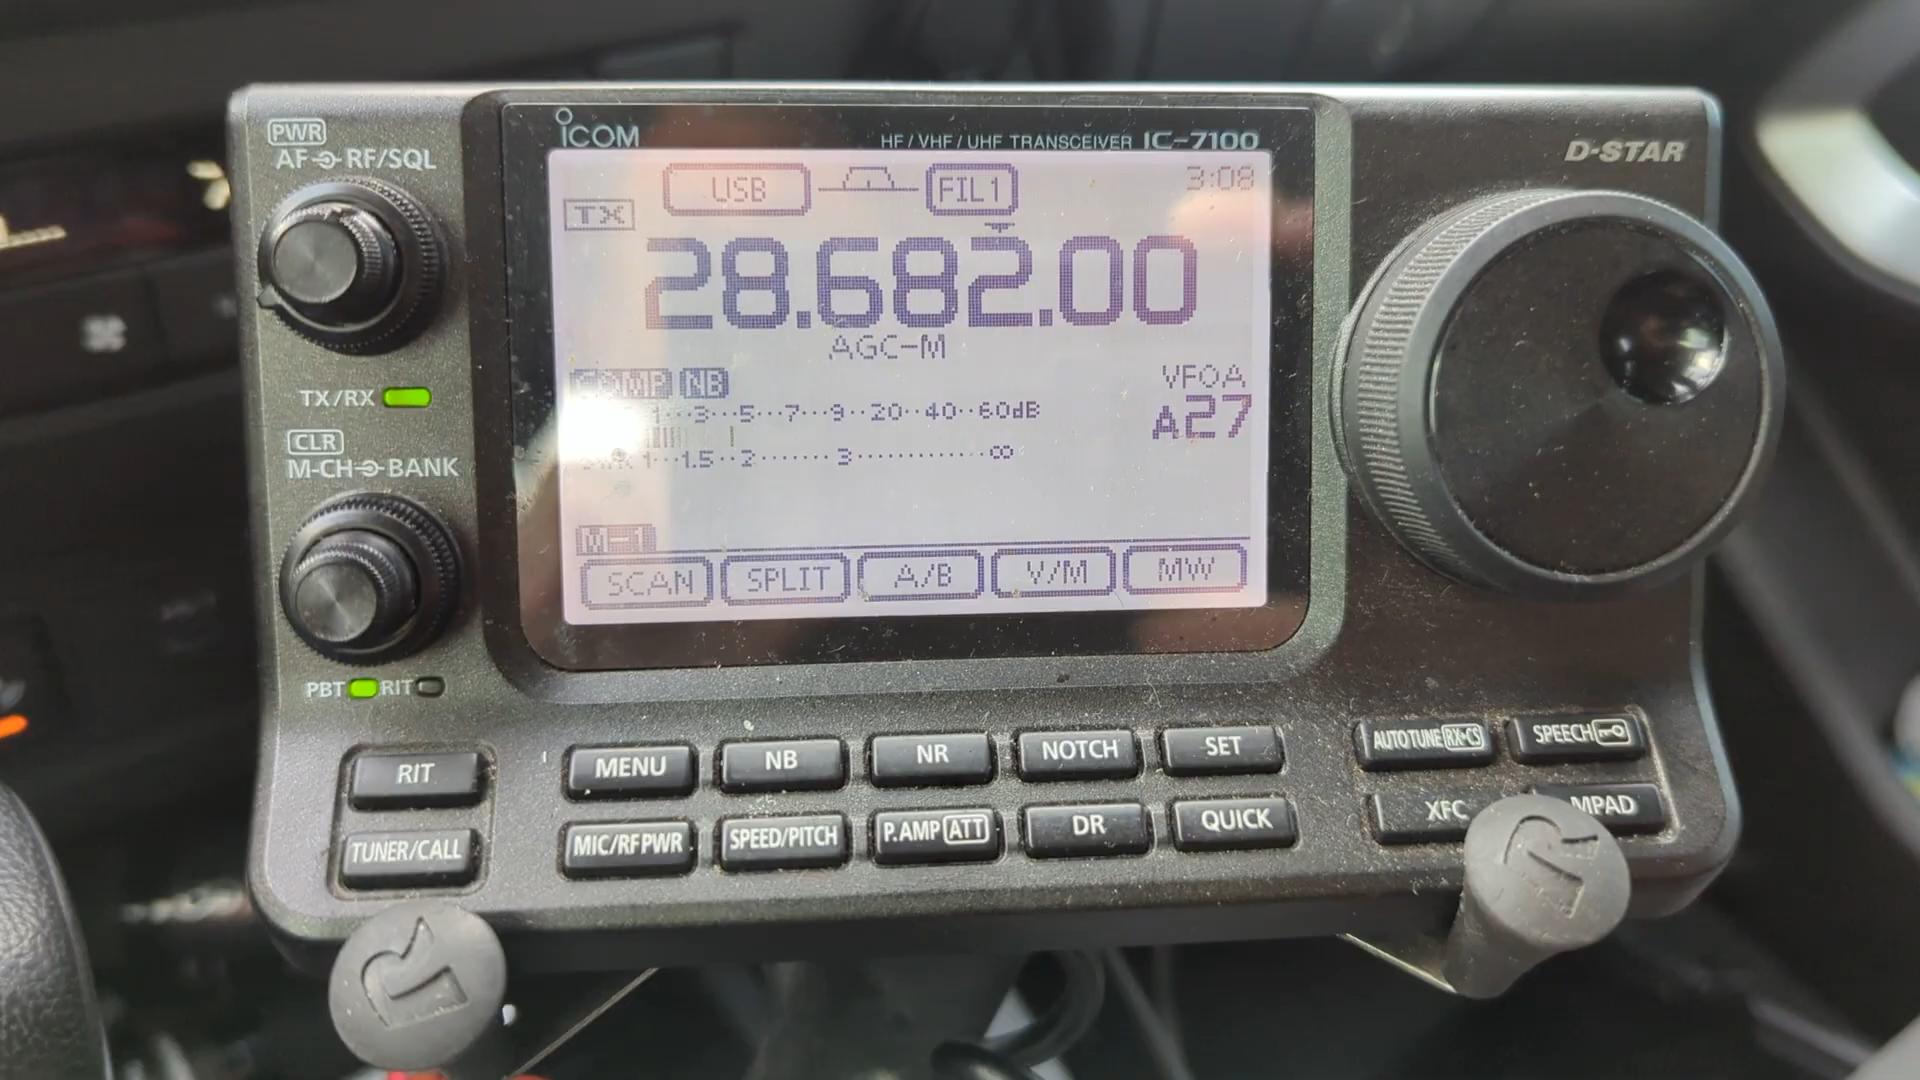 PWR
AF RF/SQL
ICOM
HF/VHF/UHF TRANSCEIVER IC-7100
D-STAR
USB FIL1 3:08
TX
28.682.00
AGC-M
TX/RX
COMP NB
VFOA
1···3···5···7···9··20··40··60dB
A27
1···1.5··2·······3············∞
CLR
M-CH BANK
M-1
SCAN SPLIT A/B V/M MW
PBT RIT
RIT MENU NB NR NOTCH SET AUTOTUNE RX▸CS SPEECH
TUNER/CALL MIC/RFPWR SPEED/PITCH P.AMP ATT DR QUICK XFC MPAD